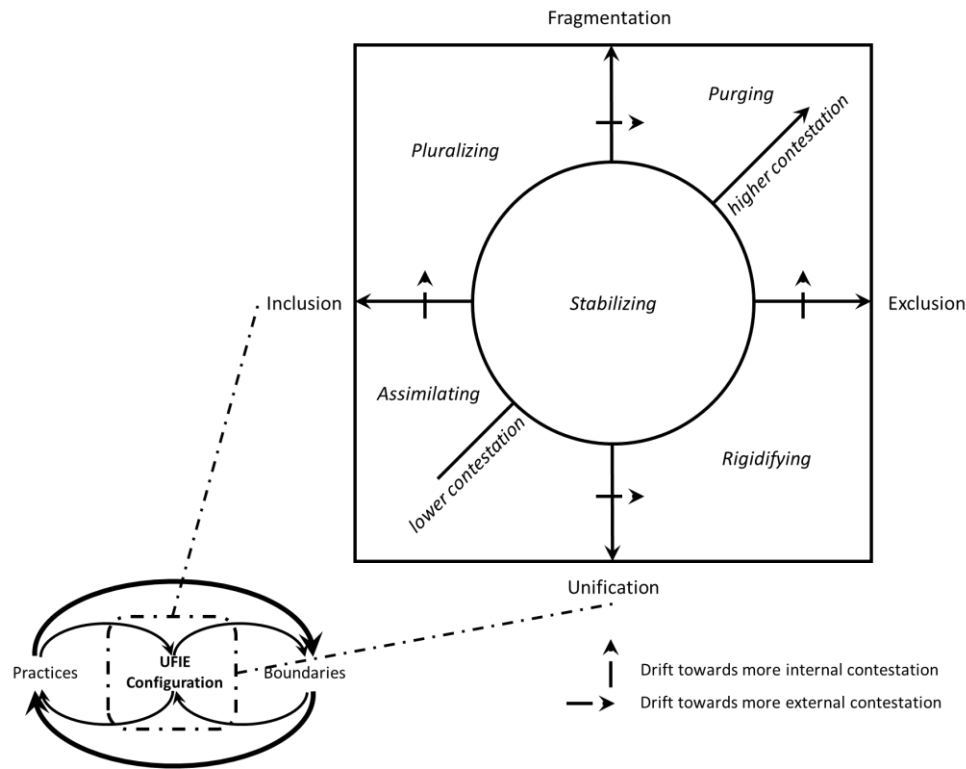 Fragmentation
Purging
Pluralizing
higher contestation
Inclusion
Stabilizing
Exclusion
Assimilating
lower contestation
Rigidifying
Unification
Practices
UFIE
Configuration
Boundaries
Drift towards more internal contestation
Drift towards more external contestation